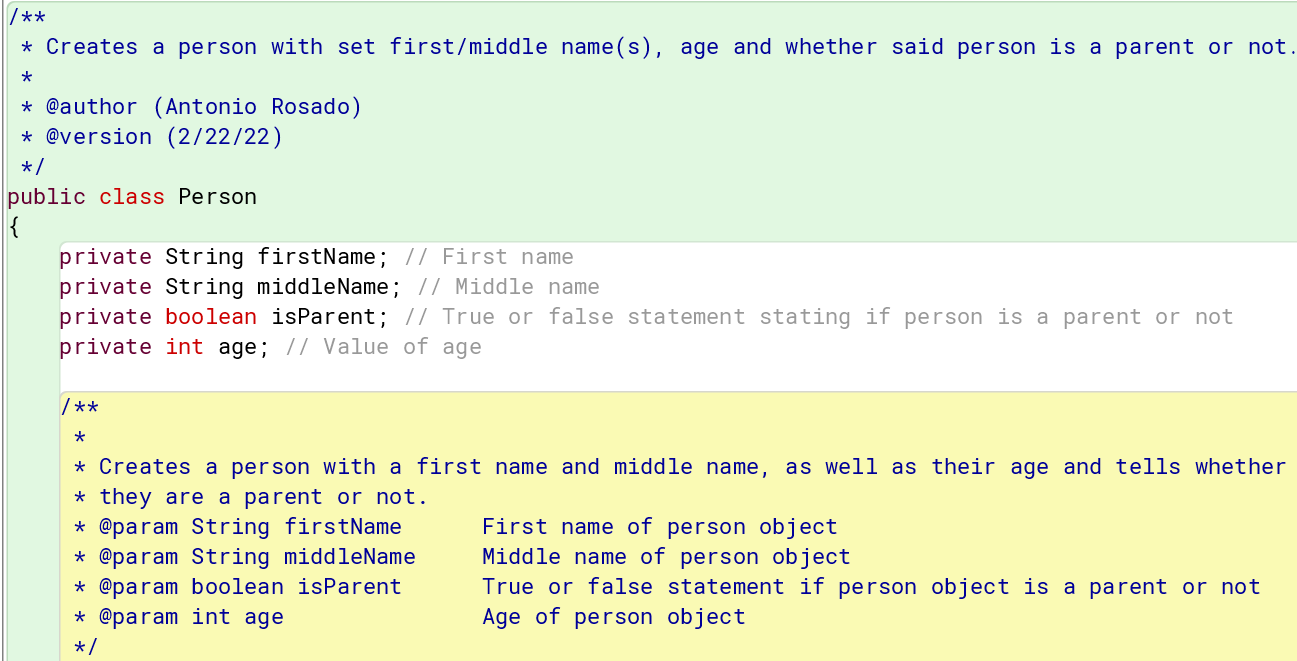 /**
 * Creates a person with set first/middle name(s), age and whether said person is a parent or not.
 *
 * @author (Antonio Rosado)
 * @version (2/22/22)
 */
public class Person
{
    private String firstName; // First name
    private String middleName; // Middle name
    private boolean isParent; // True or false statement stating if person is a parent or not
    private int age; // Value of age

    /**
     *
     * Creates a person with a first name and middle name, as well as their age and tells whether
     * they are a parent or not.
     * @param String firstName      First name of person object
     * @param String middleName     Middle name of person object
     * @param boolean isParent      True or false statement if person object is a parent or not
     * @param int age               Age of person object
     */